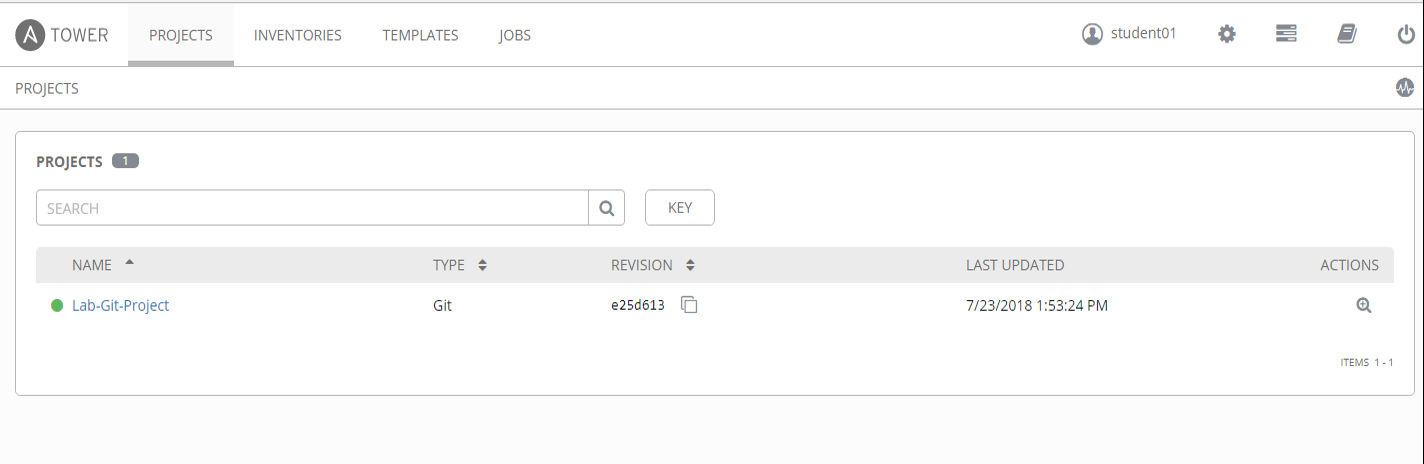 TOWER PROJECTS INVENTORIES TEMPLATES JOBS student01
PROJECTS
PROJECTS 1
SEARCH KEY
NAME TYPE REVISION LAST UPDATED ACTIONS
Lab-Git-Project Git e25d613 7/23/2018 1:53:24 PM
ITEMS 1 - 1